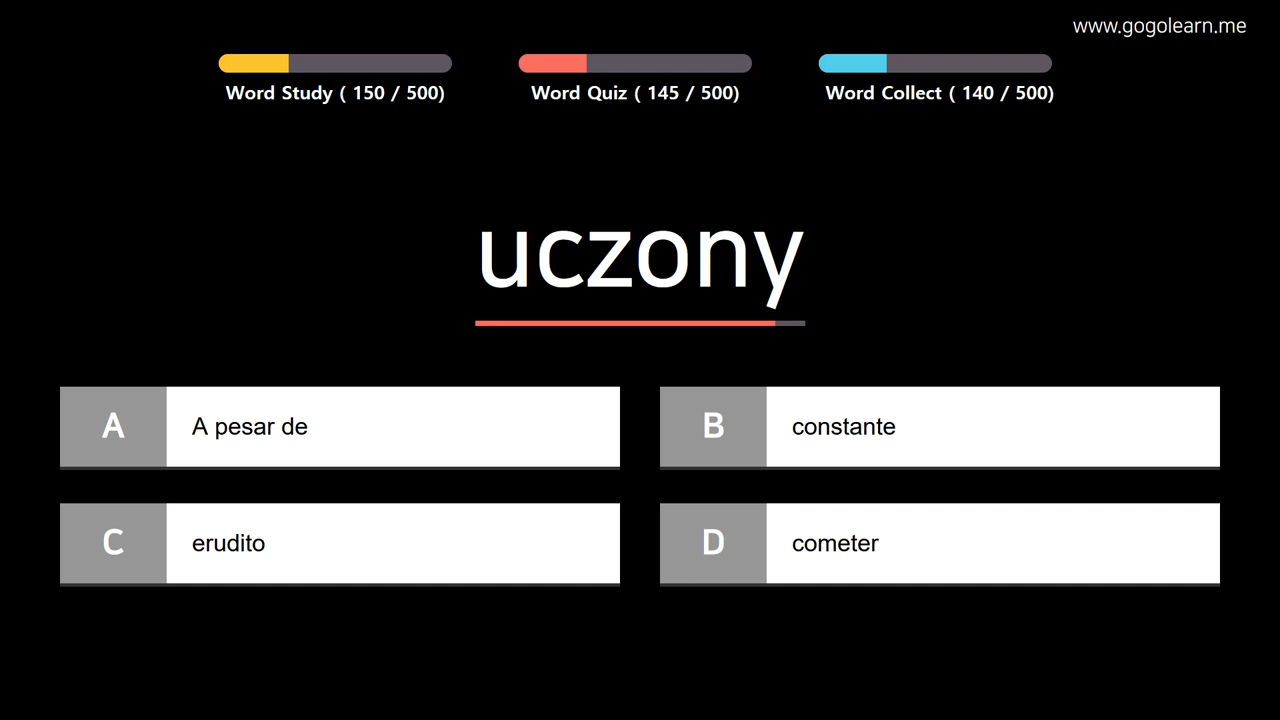 www.gogolearn.me
Word Study ( 150 / 500)
Word Quiz ( 145 / 500)
Word Collect ( 140 / 500)
uczony
A
A pesar de
B
constante
C
erudito
D
cometer